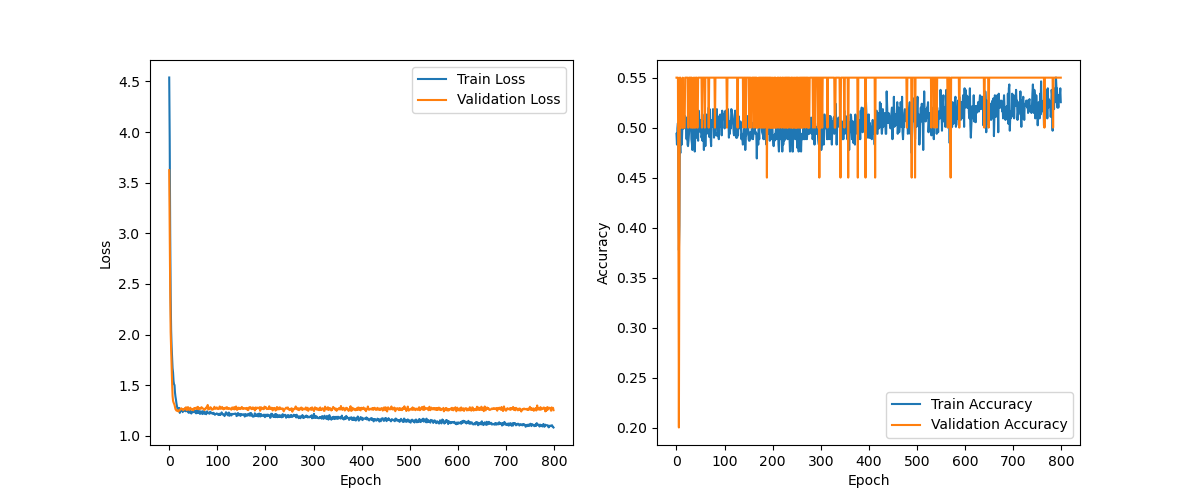 4.5
4.0
3.5
3.0
2.5
2.0
1.5
1.0
Loss
0 100 200 300 400 500 600 700 800
Epoch
Train Loss
Validation Loss
0.55
0.50
0.45
0.40
0.35
0.30
0.25
0.20
Accuracy
0 100 200 300 400 500 600 700 800
Epoch
Train Accuracy
Validation Accuracy